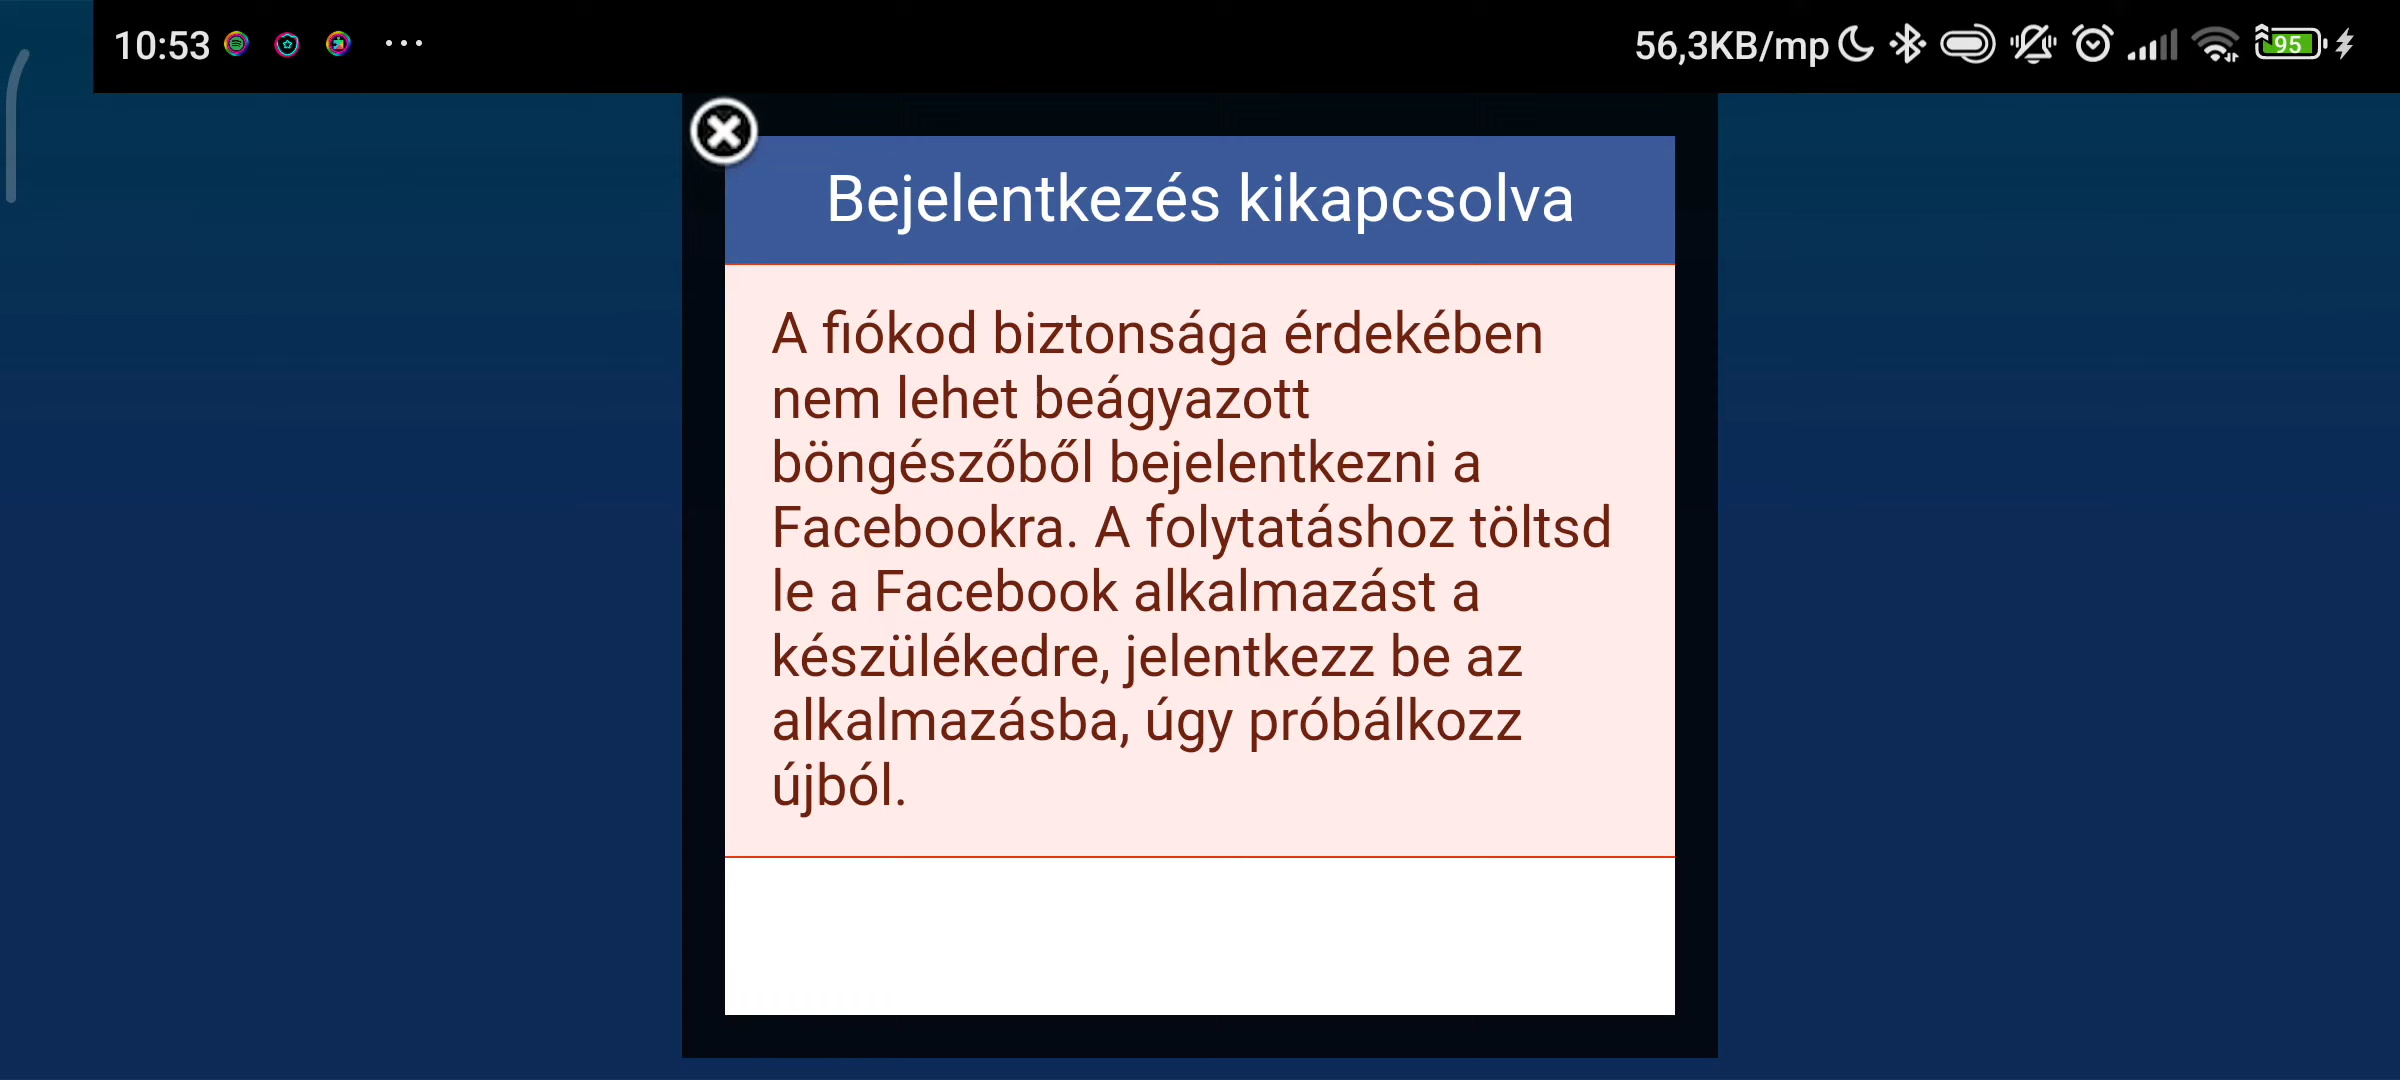 10:53 56,3KB/mp 95
Bejelentkezés kikapcsolva
A fiókod biztonsága érdekében
nem lehet beágyazott
böngészőből bejelentkezni a
Facebookra. A folytatáshoz töltsd
le a Facebook alkalmazást a
készülékedre, jelentkezz be az
alkalmazásba, úgy próbálkozz
újból.